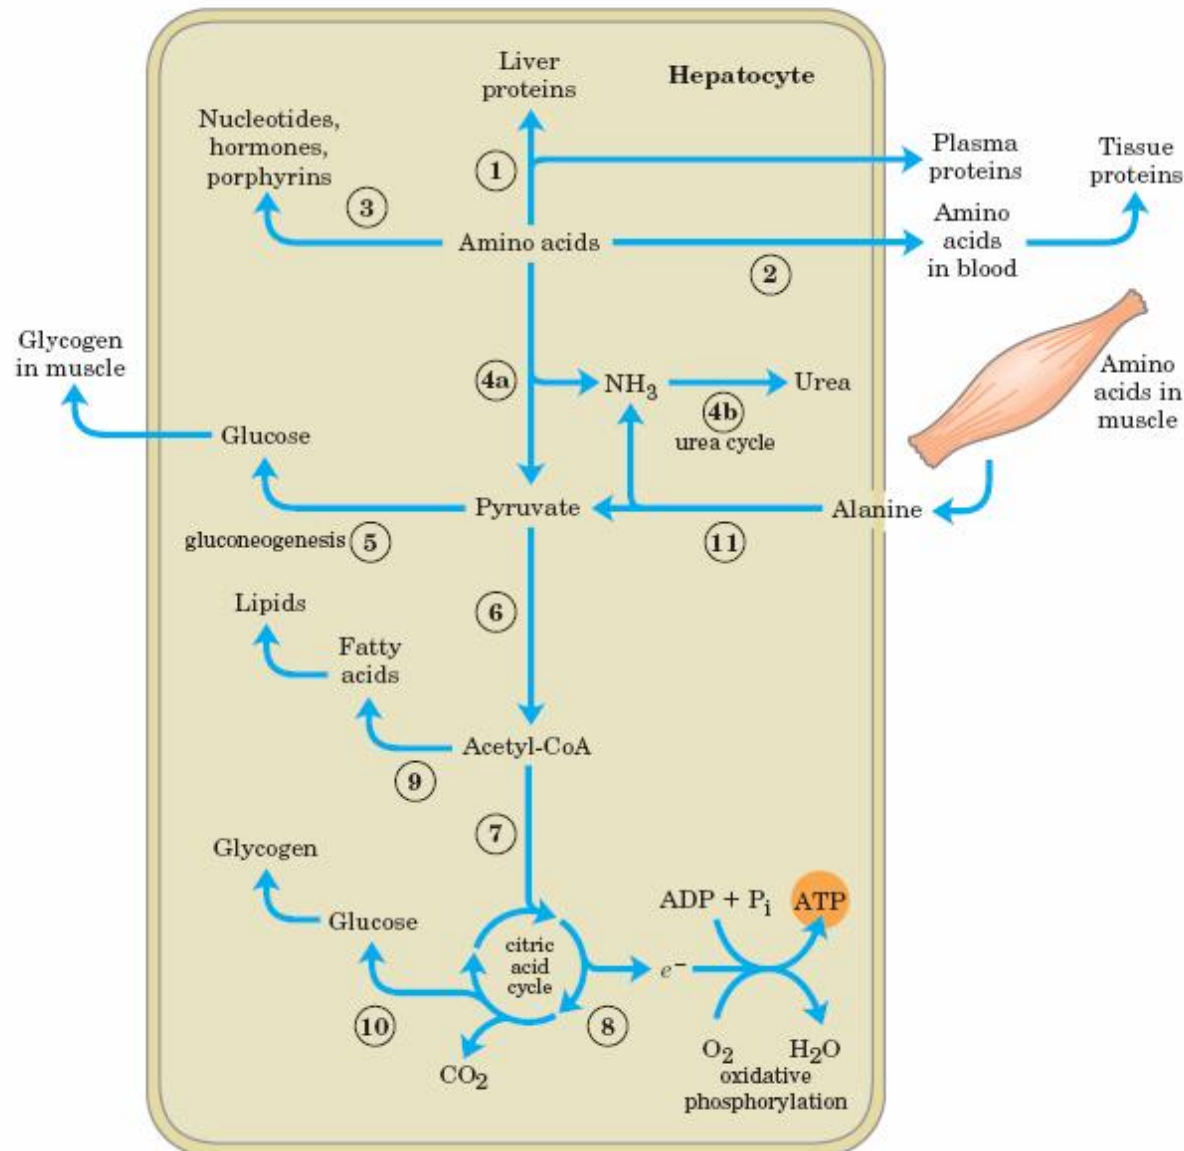 Liver
proteins
Hepatocyte
Nucleotides,
hormones,
porphyrins
1
Plasma
proteins
Tissue
proteins
3
Amino acids
2
Amino
acids
in blood
Glycogen
in muscle
4a
NH3
4b
urea cycle
Urea
Amino
acids in
muscle
Glucose
Pyruvate
Alanine
gluconeogenesis 5
11
Lipids
6
Fatty
acids
Acetyl-CoA
9
7
Glycogen
Glucose
citric
acid
cycle
ADP + Pi
ATP
e−
10
8
CO2
O2
H2O
oxidative
phosphorylation